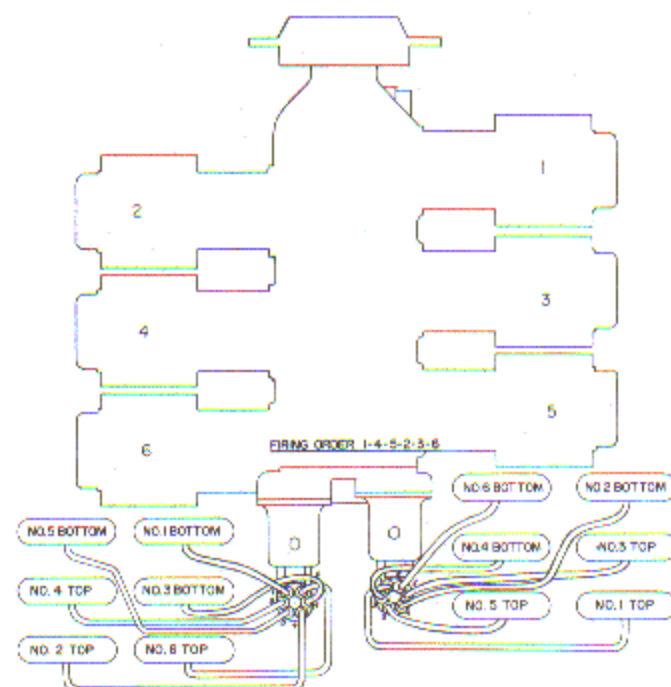 1
2
3
4
5
6
FIRING ORDER 1-4-5-2-3-6
NO.6 BOTTOM
NO.2 BOTTOM
NO.5 BOTTOM
NO.1 BOTTOM
NO.4 BOTTOM
NO.3 TOP
NO. 4 TOP
NO.3 BOTTOM
NO. 5 TOP
NO. 1 TOP
NO. 2 TOP
NO. 6 TOP